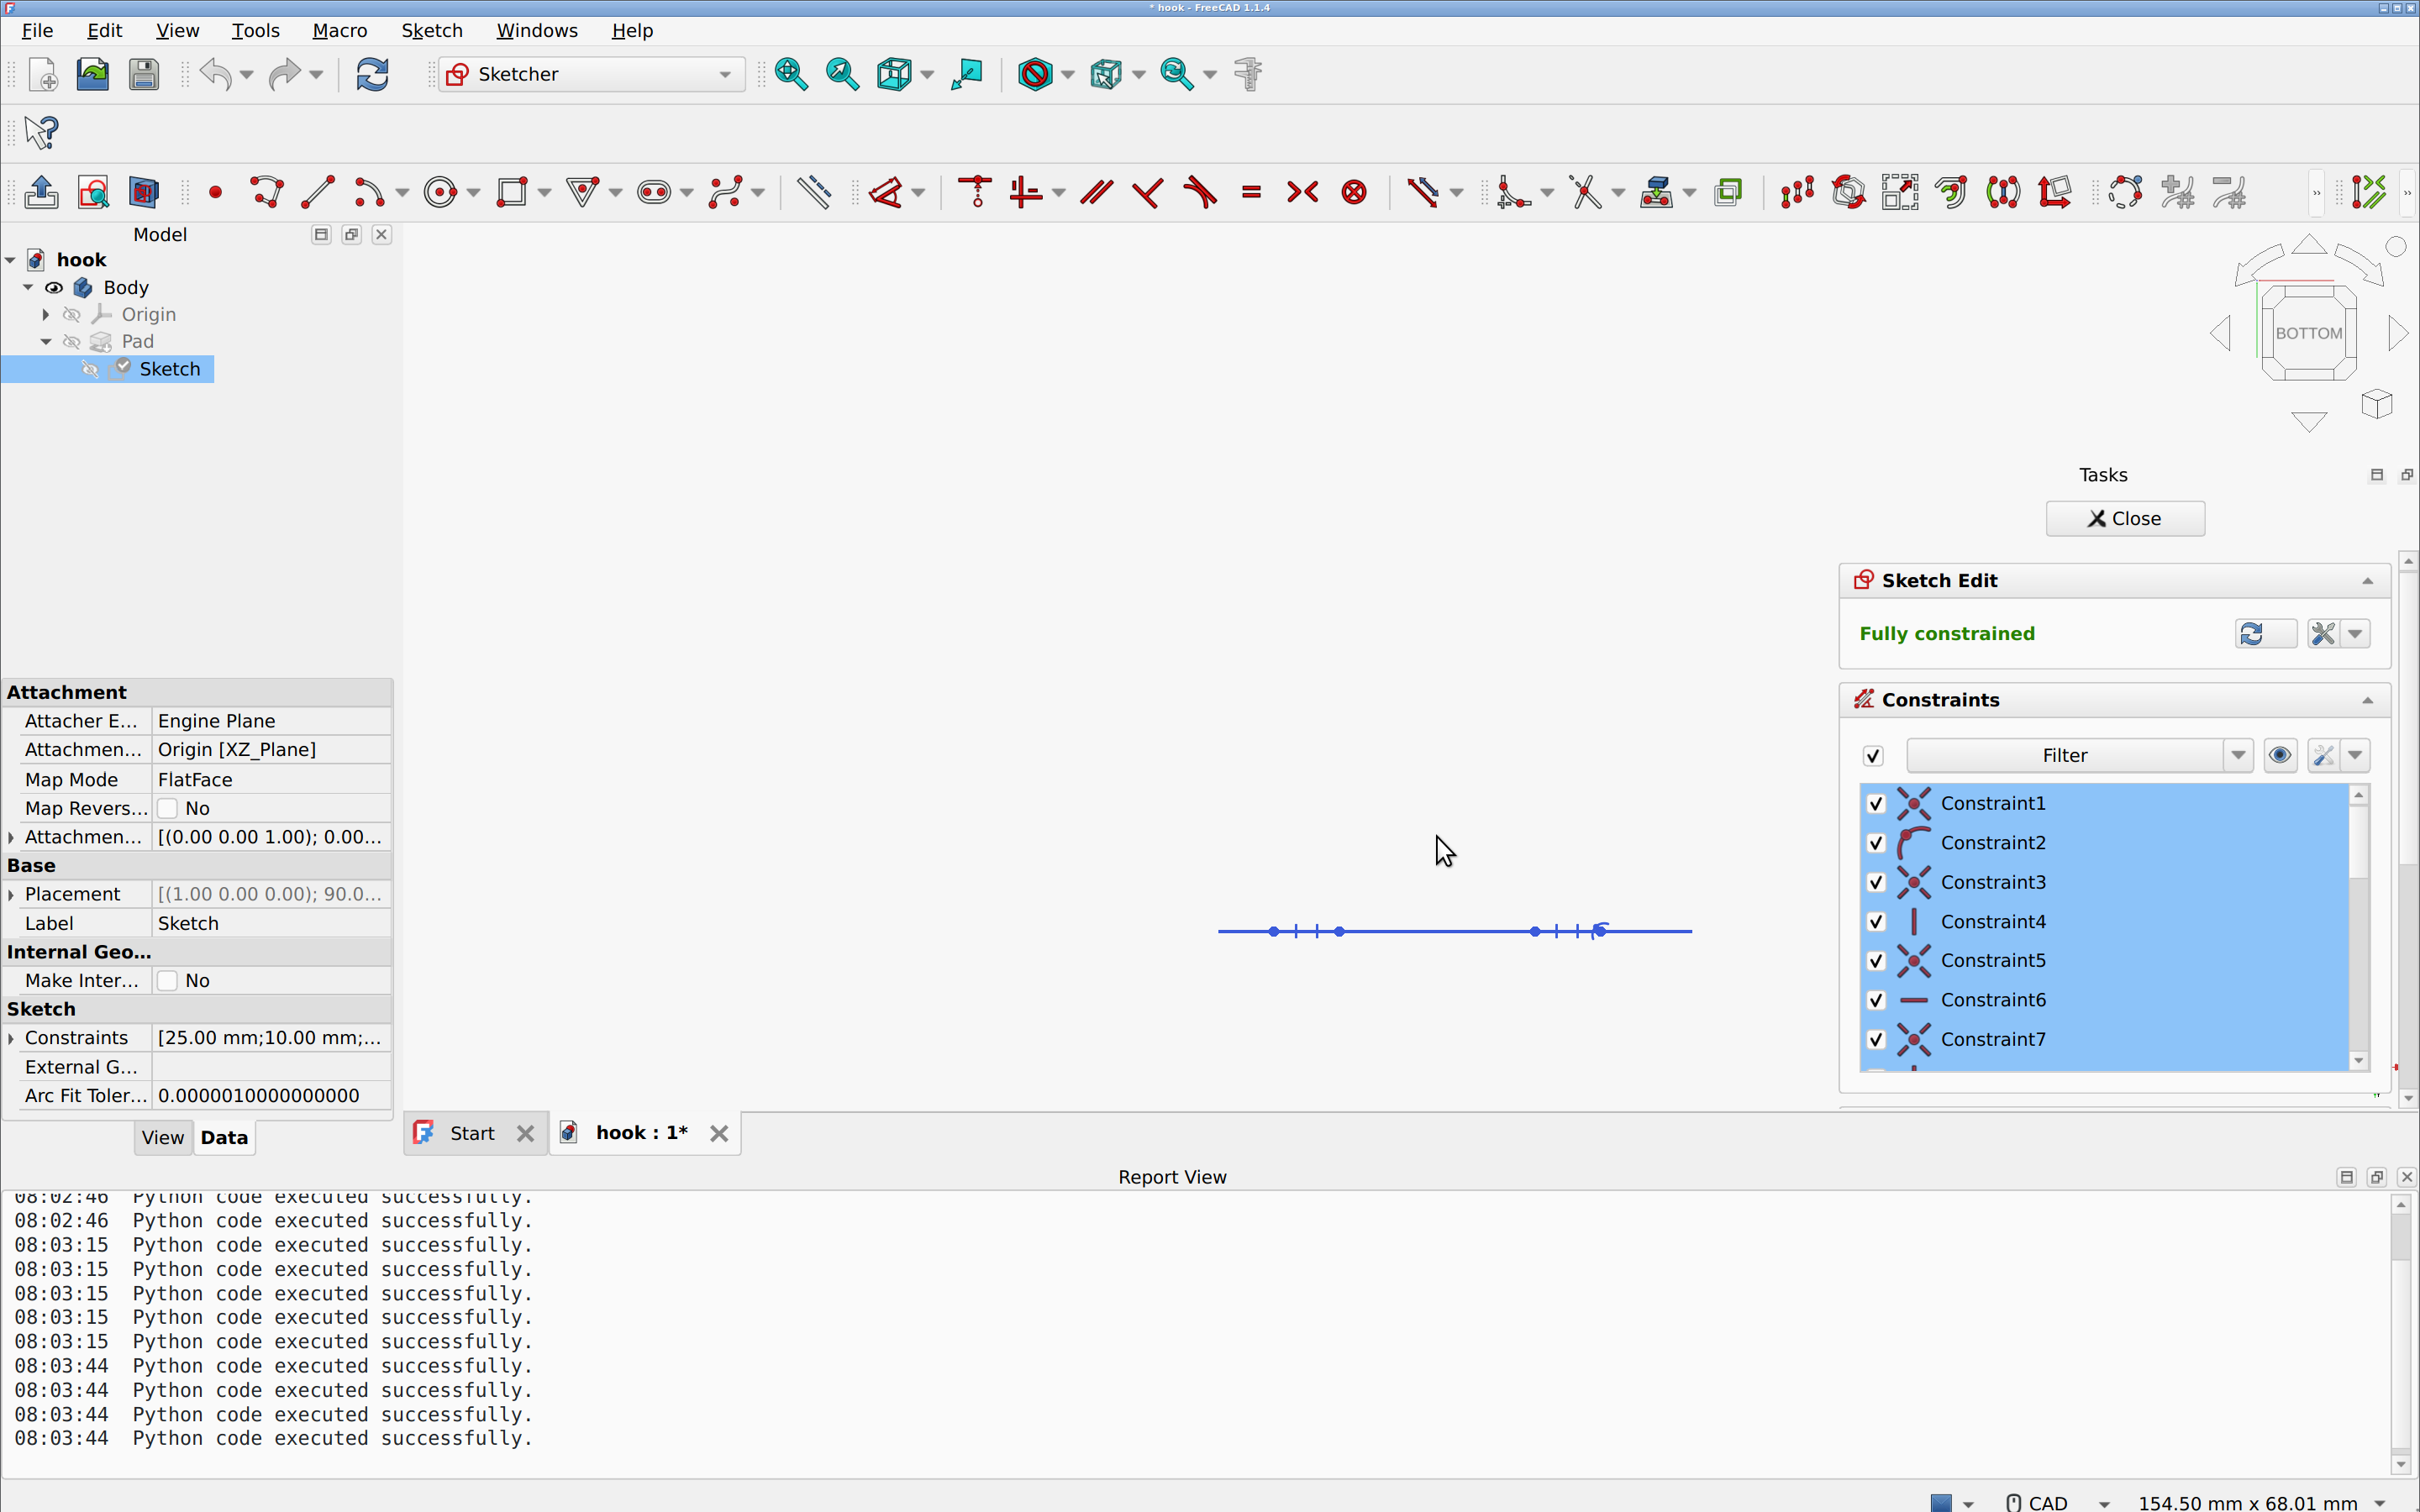 * hook - FreeCAD 1.1.4
File Edit View Tools Macro Sketch Windows Help
Sketcher
Model
hook
Body
Origin
Pad
Sketch
BOTTOM
Tasks
Close
Sketch Edit
Fully constrained
Constraints
Filter
Constraint1
Constraint2
Constraint3
Constraint4
Constraint5
Constraint6
Constraint7
Attachment
Attacher E... Engine Plane
Attachmen... Origin [XZ_Plane]
Map Mode FlatFace
Map Revers... No
Attachmen... [(0.00 0.00 1.00); 0.00...
Base
Placement [(1.00 0.00 0.00); 90.0...
Label Sketch
Internal Geo...
Make Inter... No
Sketch
Constraints [25.00 mm;10.00 mm;...
External G...
Arc Fit Toler... 0.0000010000000000
View Data
Start hook : 1*
Report View
08:02:46 Python code executed successfully.
08:02:46 Python code executed successfully.
08:03:15 Python code executed successfully.
08:03:15 Python code executed successfully.
08:03:15 Python code executed successfully.
08:03:15 Python code executed successfully.
08:03:15 Python code executed successfully.
08:03:44 Python code executed successfully.
08:03:44 Python code executed successfully.
08:03:44 Python code executed successfully.
08:03:44 Python code executed successfully.
CAD 154.50 mm x 68.01 mm